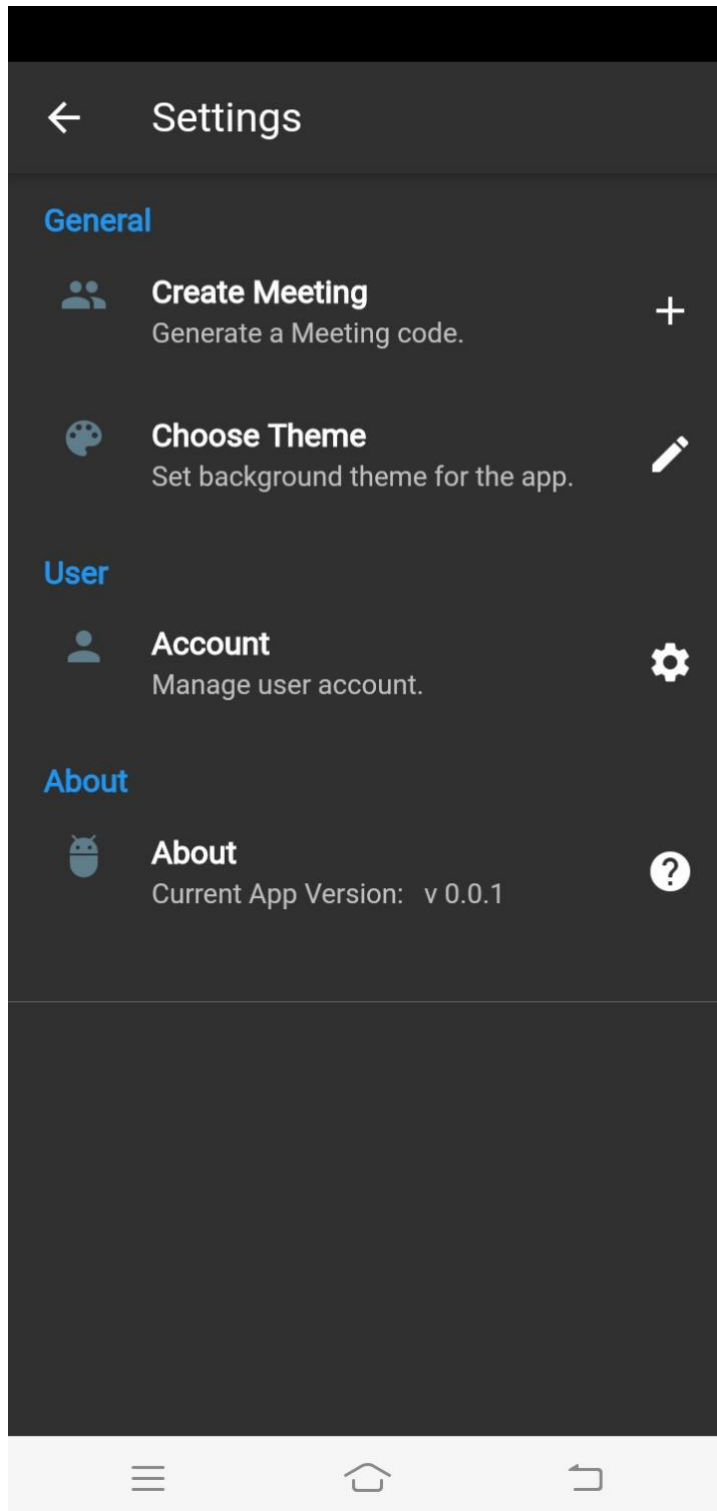 Settings
General
Create Meeting
Generate a Meeting code.
Choose Theme
Set background theme for the app.
User
Account
Manage user account.
About
About
Current App Version: v 0.0.1